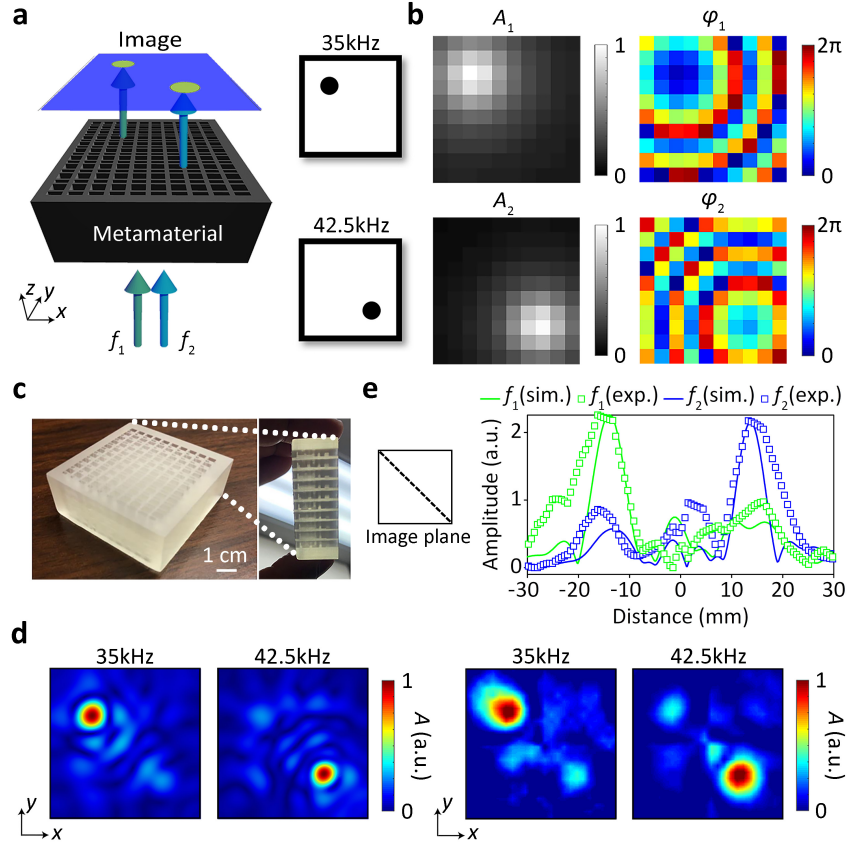 a
Image
Metamaterial
z
y
x
f1
f2
35kHz
42.5kHz
b
A1
1
0
φ1
2π
0
A2
1
0
φ2
2π
0
c
1 cm
e
Image plane
f1(sim.) f1(exp.) f2(sim.) f2(exp.)
Amplitude (a.u.)
2
1
0
-30 -20 -10 0 10 20 30
Distance (mm)
d
35kHz 42.5kHz
1
0
A (a.u.)
y
x
35kHz 42.5kHz
1
0
A (a.u.)
y
x